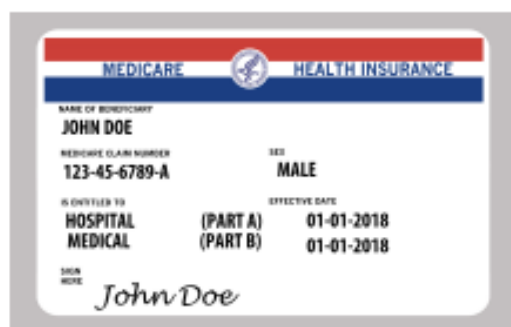 MEDICARE HEALTH INSURANCE
NAME OF BENEFICIARY
JOHN DOE
MEDICARE CLAIM NUMBER SEX
123-45-6789-A MALE
IS ENTITLED TO EFFECTIVE DATE
HOSPITAL (PART A) 01-01-2018
MEDICAL (PART B) 01-01-2018
SIGN
HERE John Doe